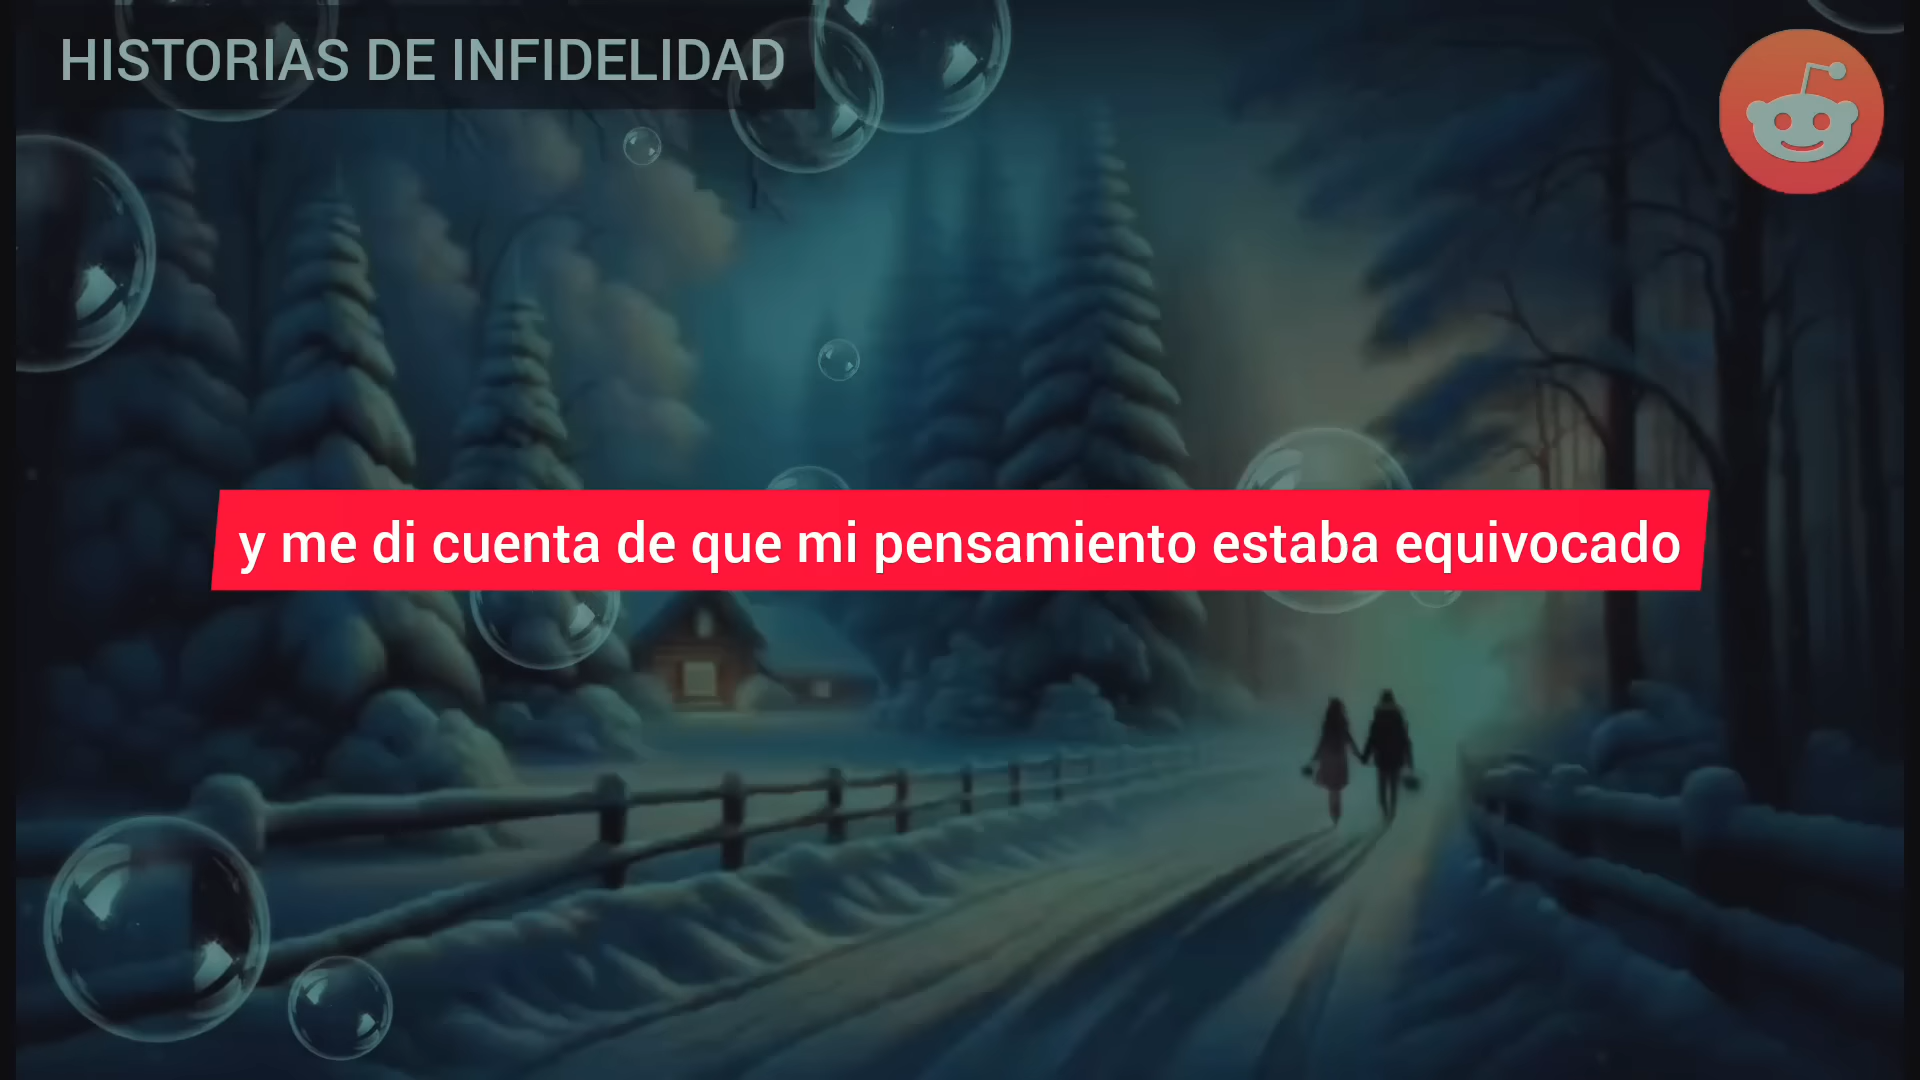 HISTORIAS DE INFIDELIDAD
y me di cuenta de que mi pensamiento estaba equivocado